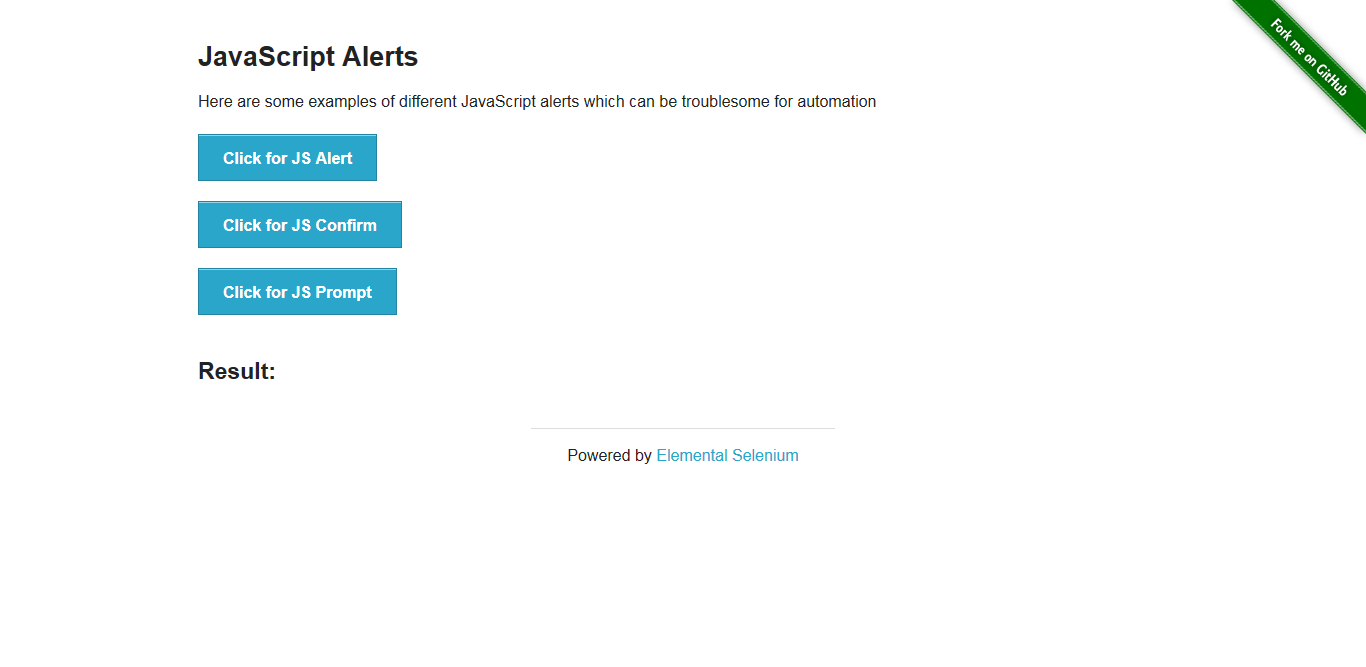 Fork me on GitHub
JavaScript Alerts
Here are some examples of different JavaScript alerts which can be troublesome for automation
Click for JS Alert
Click for JS Confirm
Click for JS Prompt
Result:
Powered by Elemental Selenium